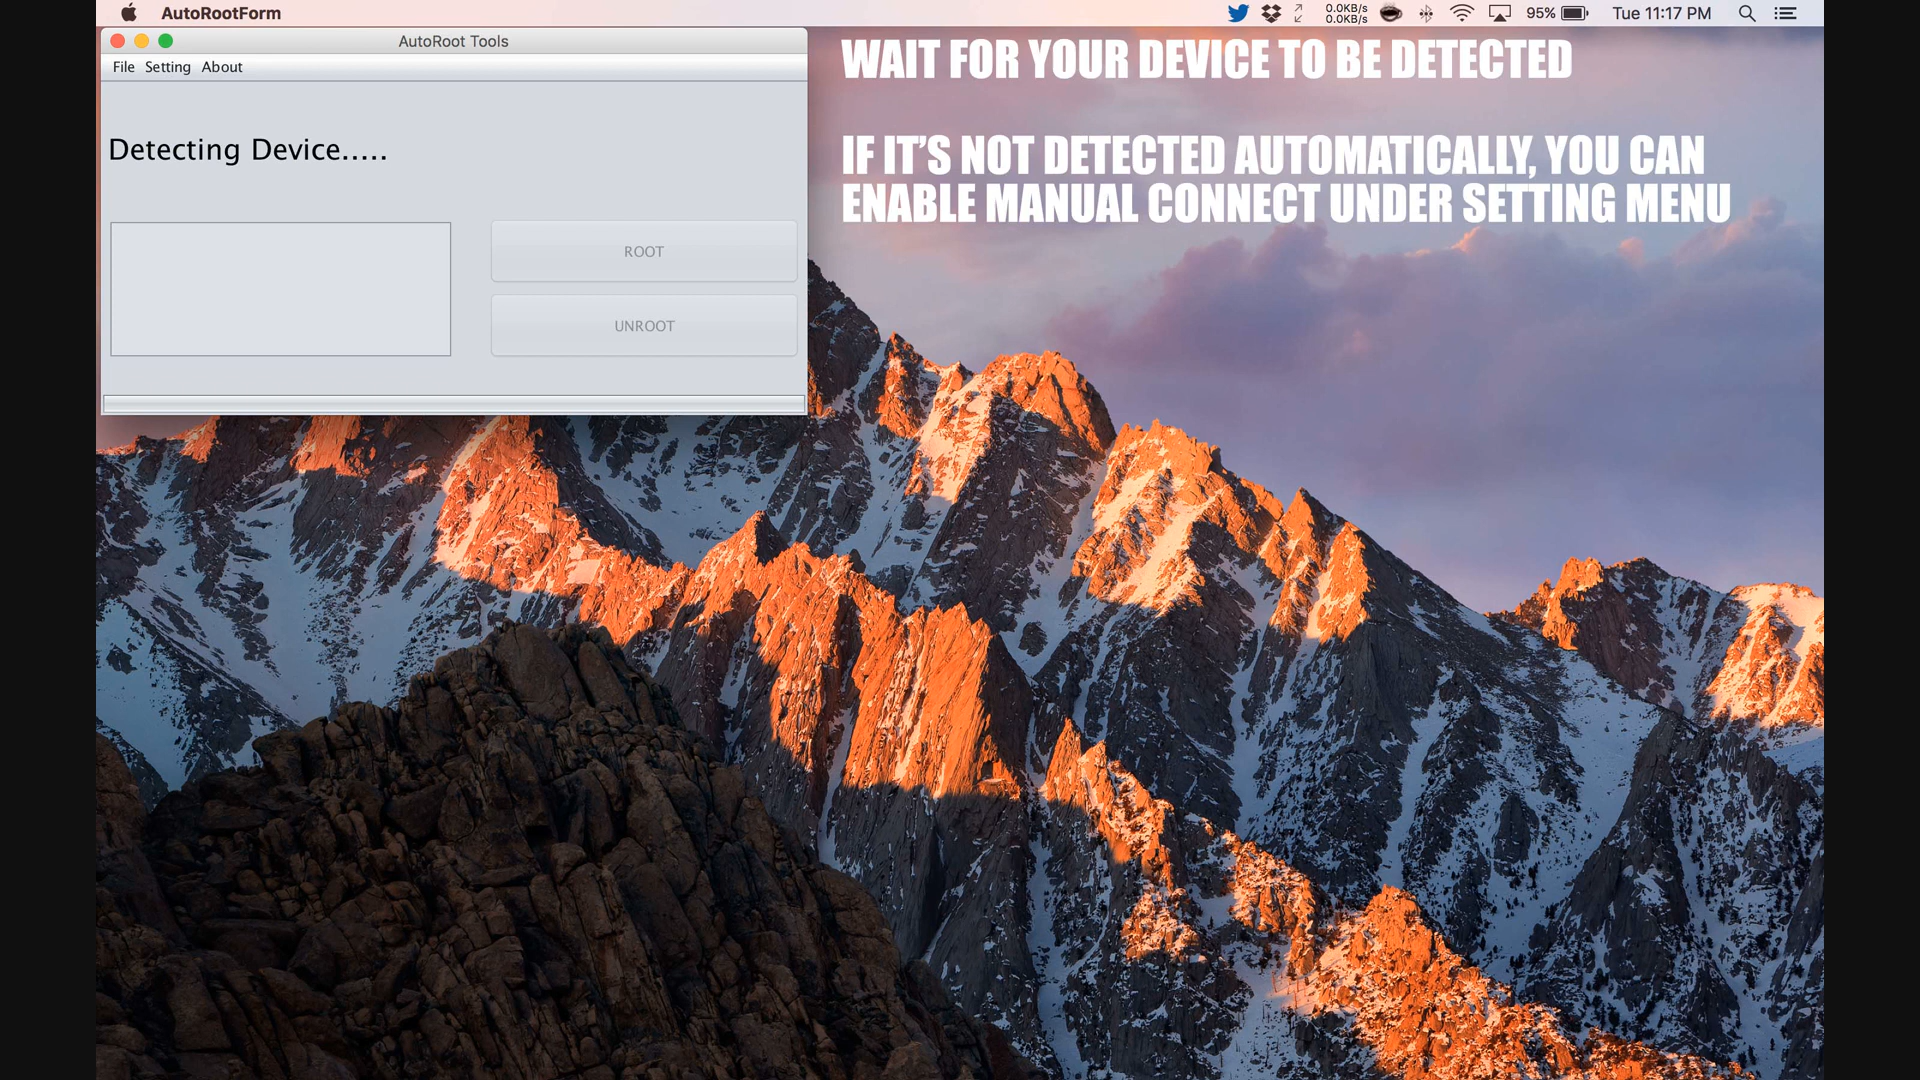 AutoRootForm
0.0KB/s
0.0KB/s
95%
Tue 11:17 PM
AutoRoot Tools
File Setting About
Detecting Device.....
ROOT
UNROOT
WAIT FOR YOUR DEVICE TO BE DETECTED
IF IT'S NOT DETECTED AUTOMATICALLY, YOU CAN
ENABLE MANUAL CONNECT UNDER SETTING MENU